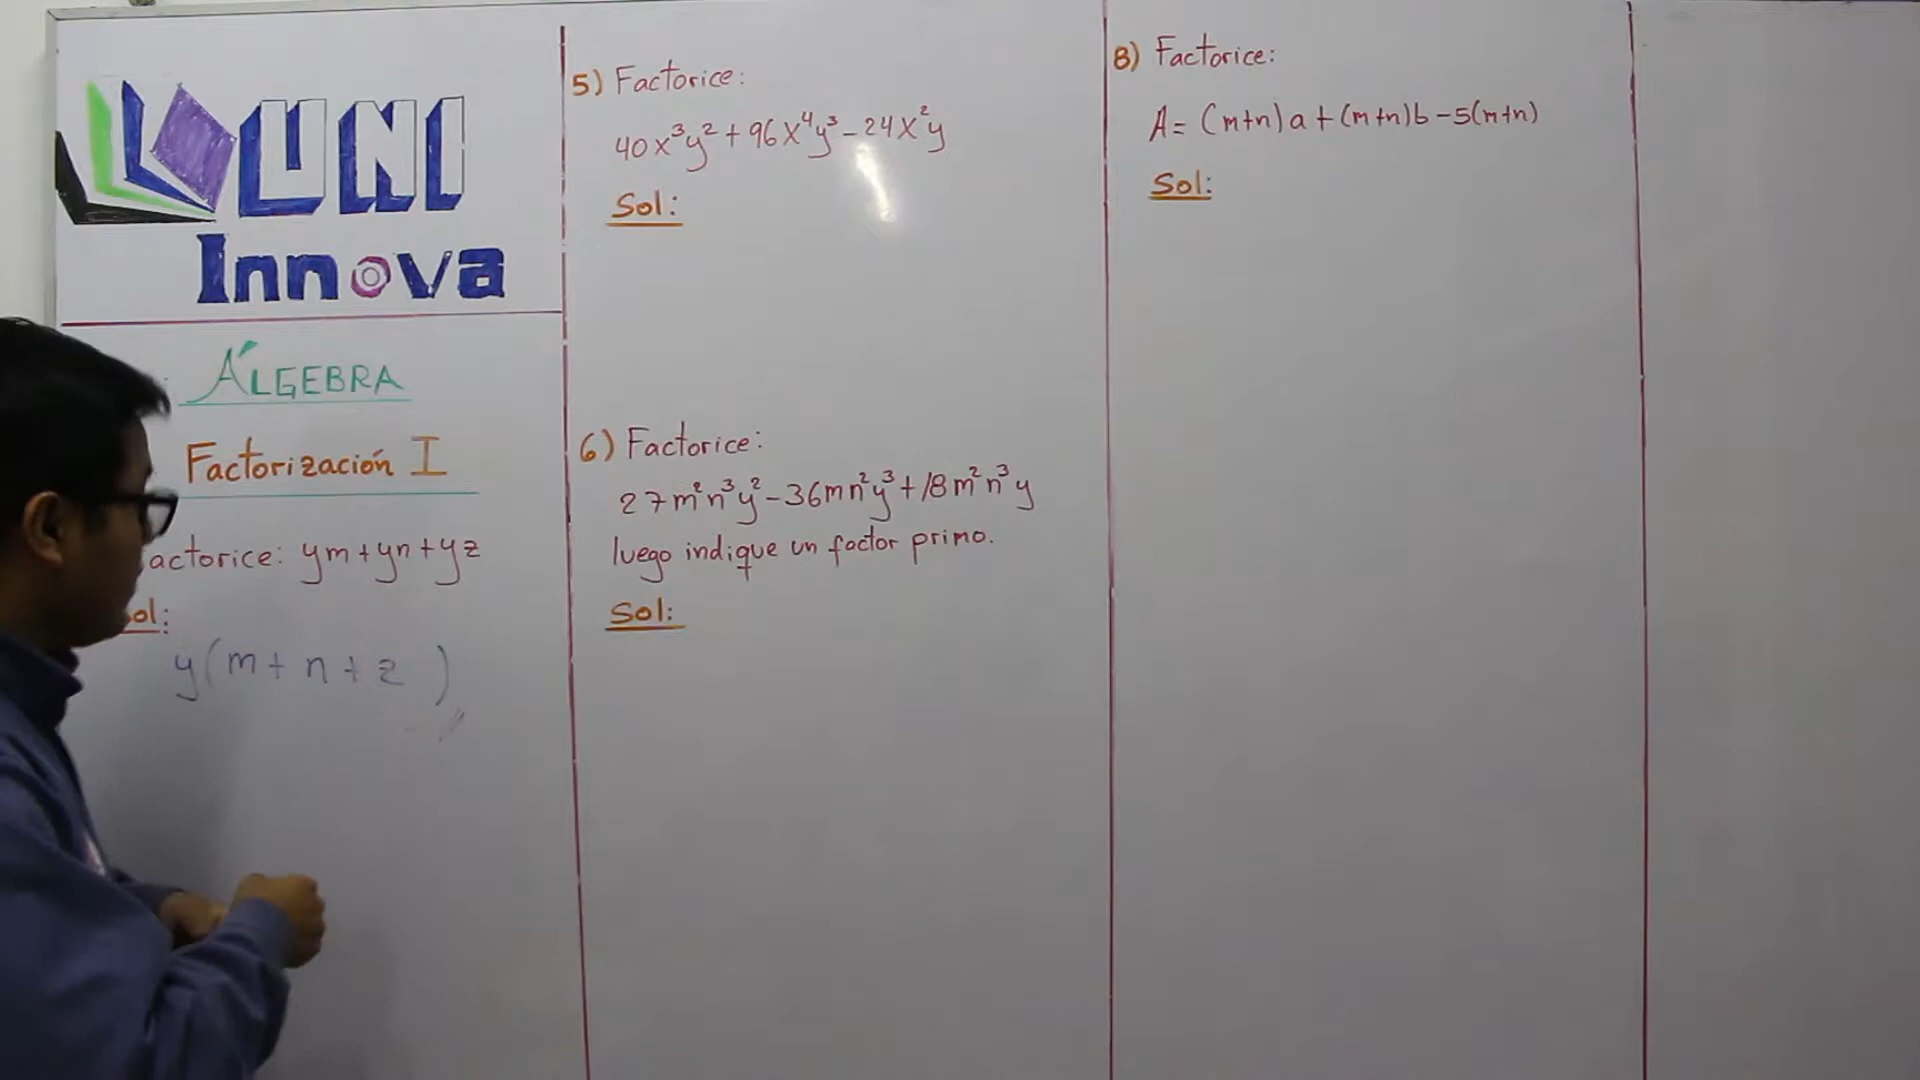 UNI
Innova
ÁLGEBRA
Factorización I
actorice: ym+yn+yz
ol:
y(m+n+z)
5) Factorice:
40x³y²+96x⁴y³-24x²y
Sol:
6) Factorice:
27m²n³y²-36mn²y³+18m²n³y
luego indique un factor primo.
Sol:
8) Factorice:
A=(m+n)a+(m+n)b-5(m+n)
Sol: